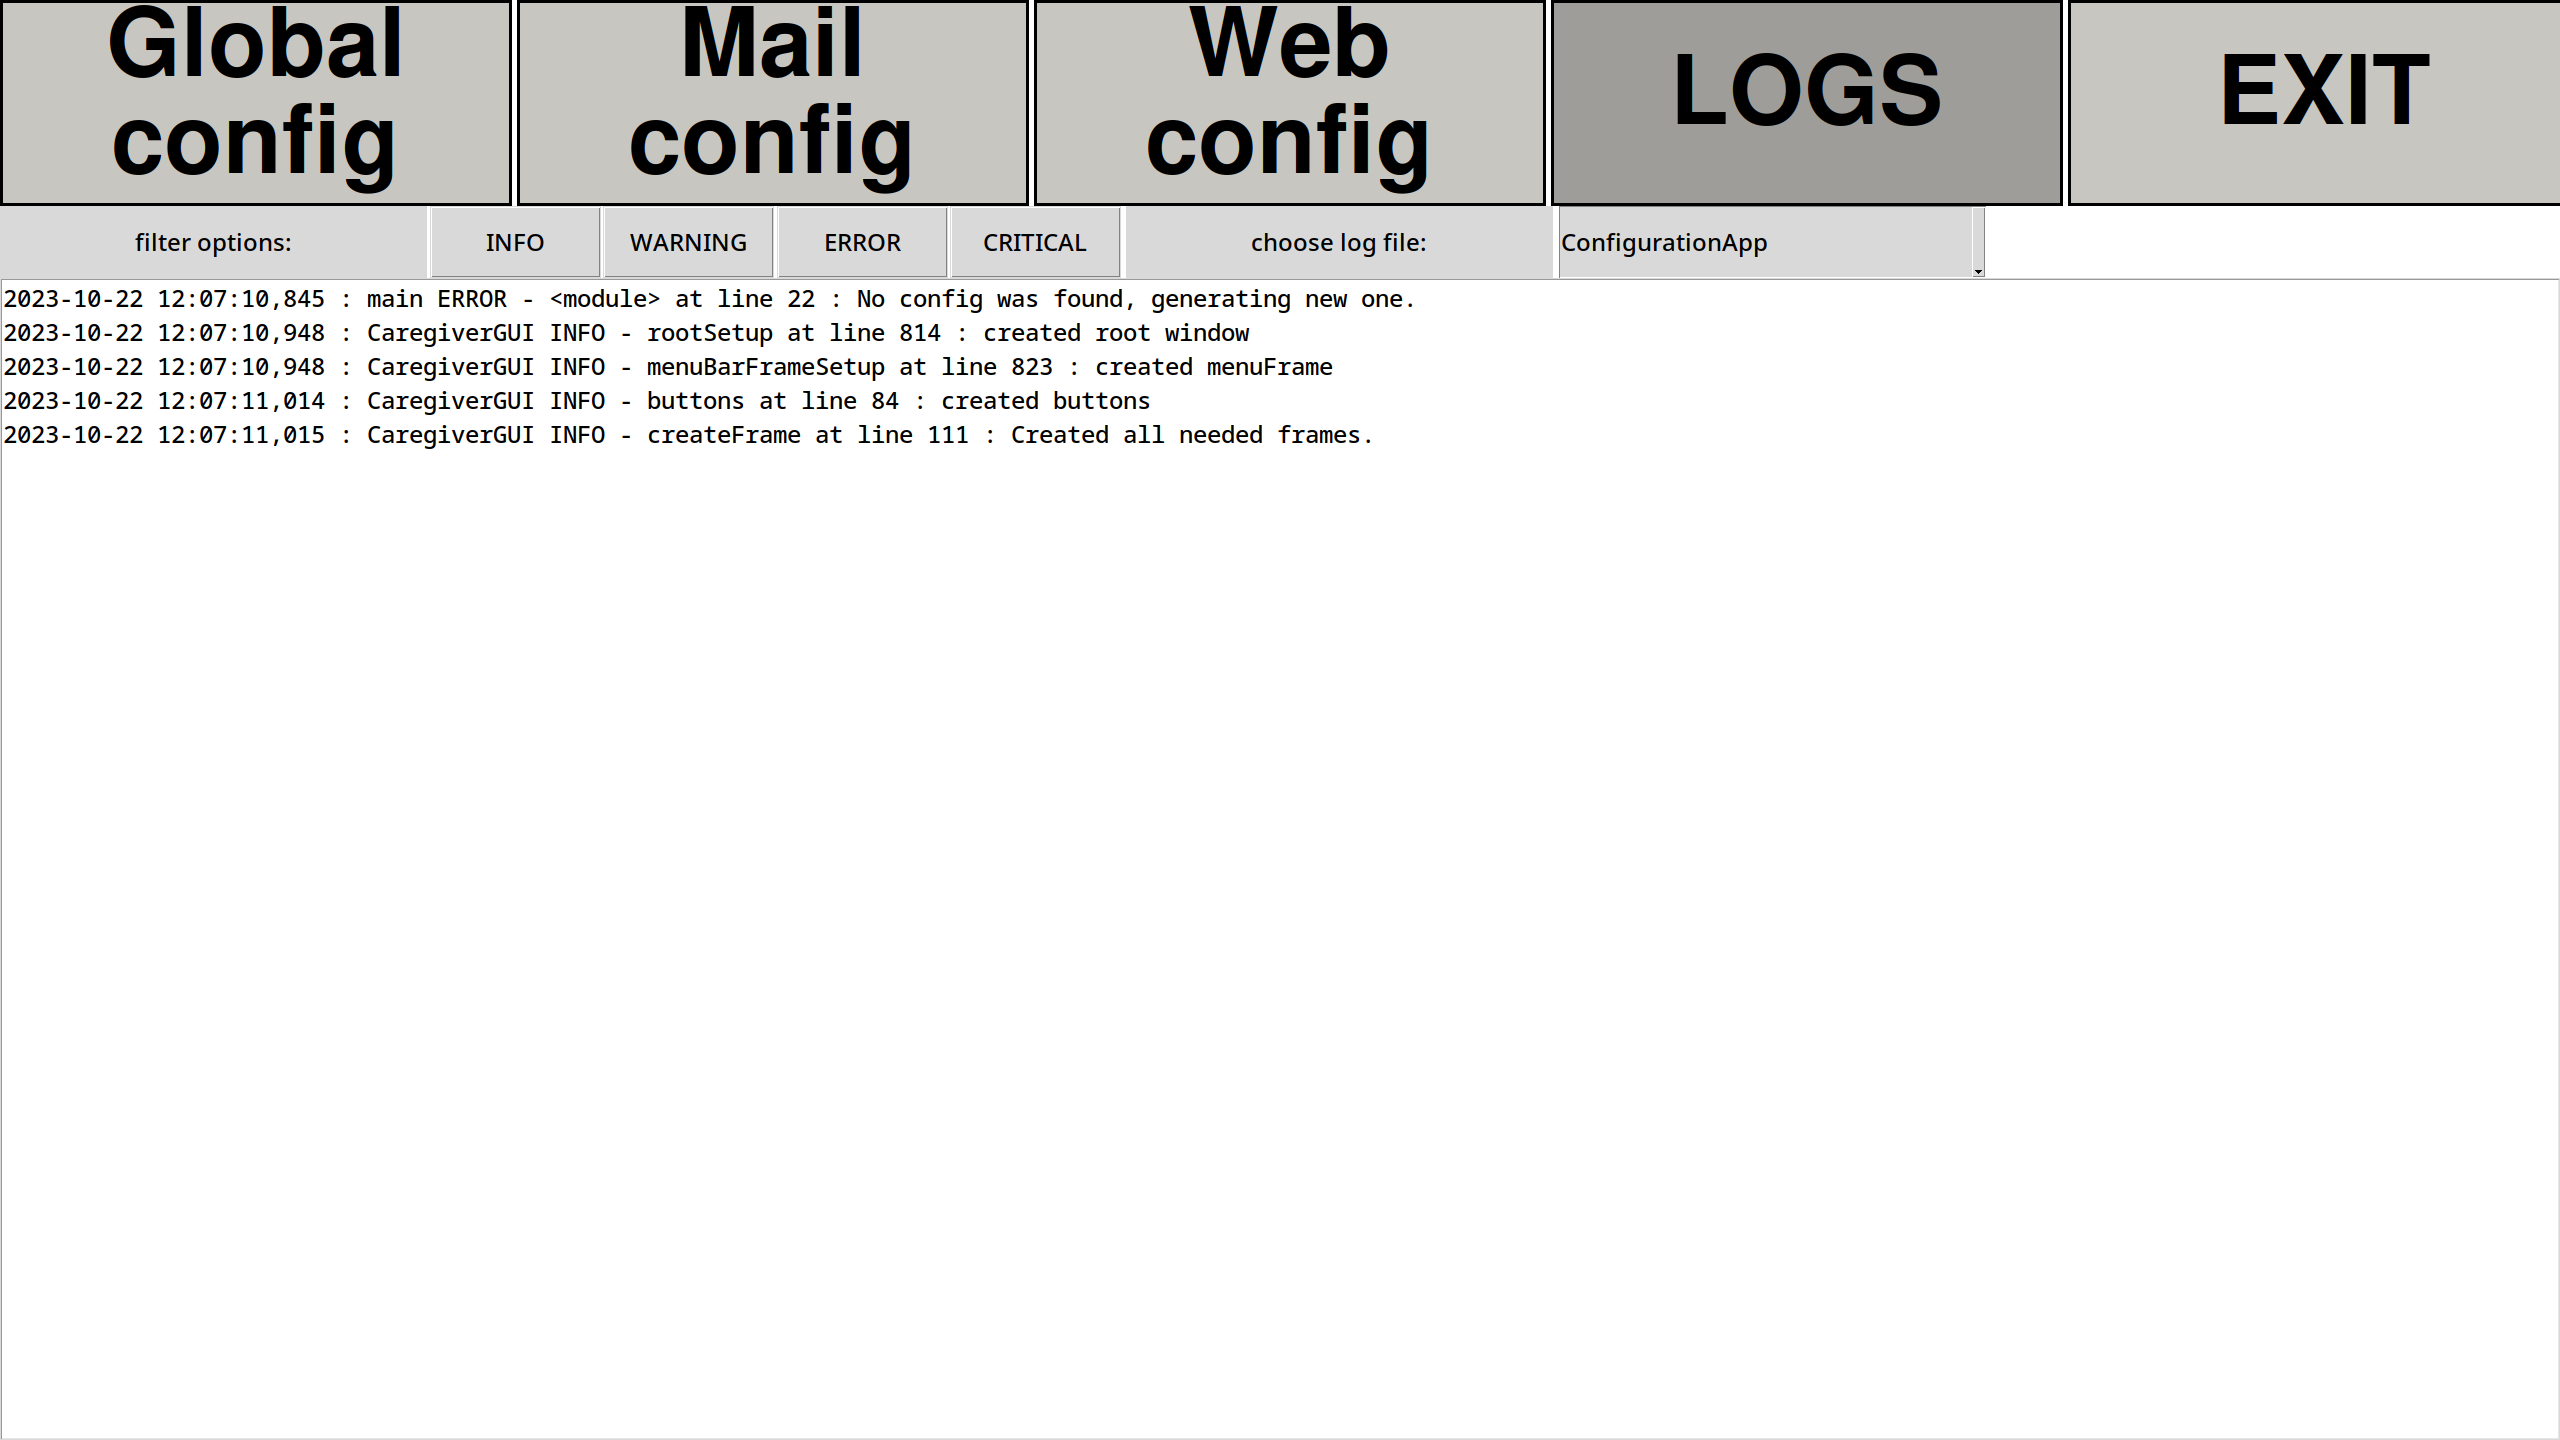 Global
config
Mail
config
Web
config
LOGS
EXIT
filter options:
INFO
WARNING
ERROR
CRITICAL
choose log file:
ConfigurationApp
2023-10-22 12:07:10,845 : main ERROR - <module> at line 22 : No config was found, generating new one.
2023-10-22 12:07:10,948 : CaregiverGUI INFO - rootSetup at line 814 : created root window
2023-10-22 12:07:10,948 : CaregiverGUI INFO - menuBarFrameSetup at line 823 : created menuFrame
2023-10-22 12:07:11,014 : CaregiverGUI INFO - buttons at line 84 : created buttons
2023-10-22 12:07:11,015 : CaregiverGUI INFO - createFrame at line 111 : Created all needed frames.